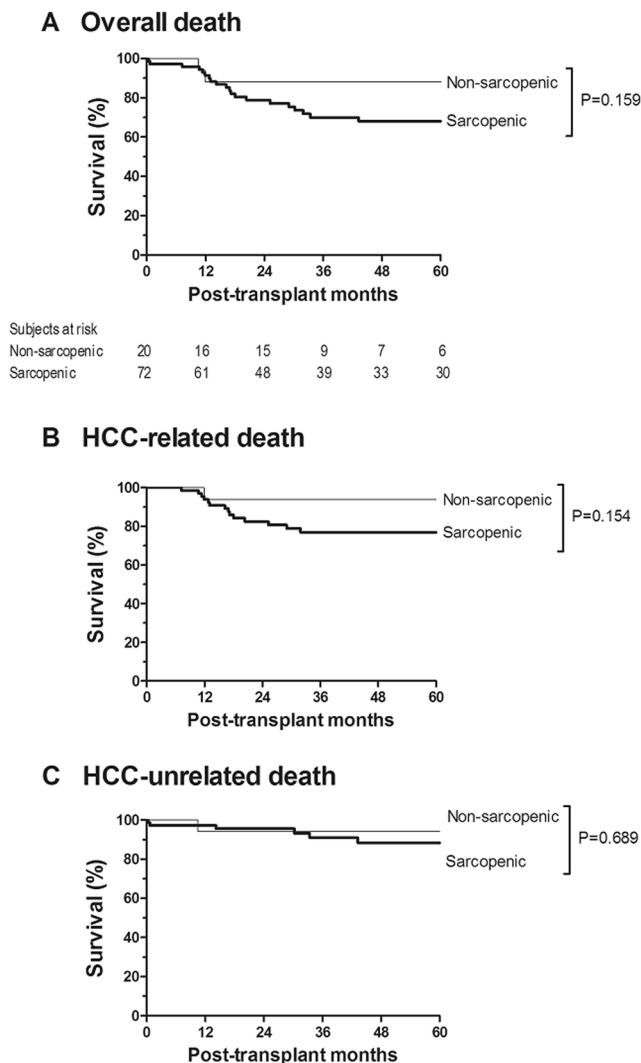 A Overall death
100
80
60
40
20
0
Survival (%)
Non-sarcopenic
Sarcopenic
P=0.159
0 12 24 36 48 60
Post-transplant months
Subjects at risk
Non-sarcopenic 20 16 15 9 7 6
Sarcopenic 72 61 48 39 33 30
B HCC-related death
100
80
60
40
20
0
Survival (%)
Non-sarcopenic
Sarcopenic
P=0.154
0 12 24 36 48 60
Post-transplant months
C HCC-unrelated death
100
80
60
40
20
0
Survival (%)
Non-sarcopenic
Sarcopenic
P=0.689
0 12 24 36 48 60
Post-transplant months